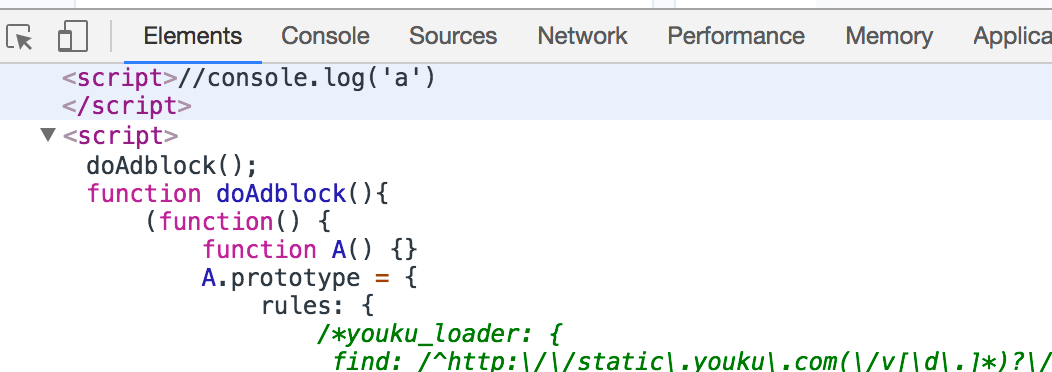 Elements Console Sources Network Performance Memory Applica
<script>//console.log('a')
</script>
<script>
doAdblock();
function doAdblock(){
(function() {
function A() {}
A.prototype = {
rules: {
/*youku_loader: {
find: /^http:\/\/static\.youku\.com(\/v[\d\.]*)?\/